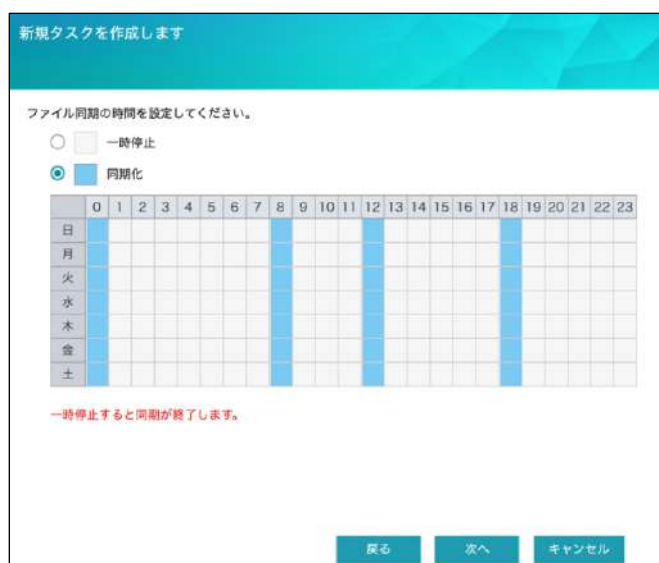 新規タスクを作成します
ファイル同期の時間を設定してください。
一時停止
同期化
0 1 2 3 4 5 6 7 8 9 10 11 12 13 14 15 16 17 18 19 20 21 22 23
日
月
火
水
木
金
土
一時停止すると同期が終了します。
戻る 次へ キャンセル